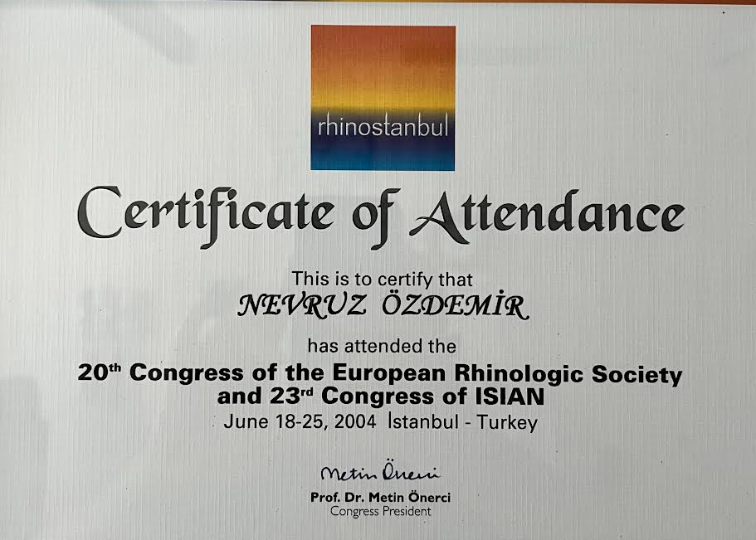 rhinostanbul
Certificate of Attendance
This is to certify that
NEVRUZ ÖZDEMİR
has attended the
20th Congress of the European Rhinologic Society
and 23rd Congress of ISIAN
June 18-25, 2004 İstanbul - Turkey
Metin Önerci
Prof. Dr. Metin Önerci
Congress President